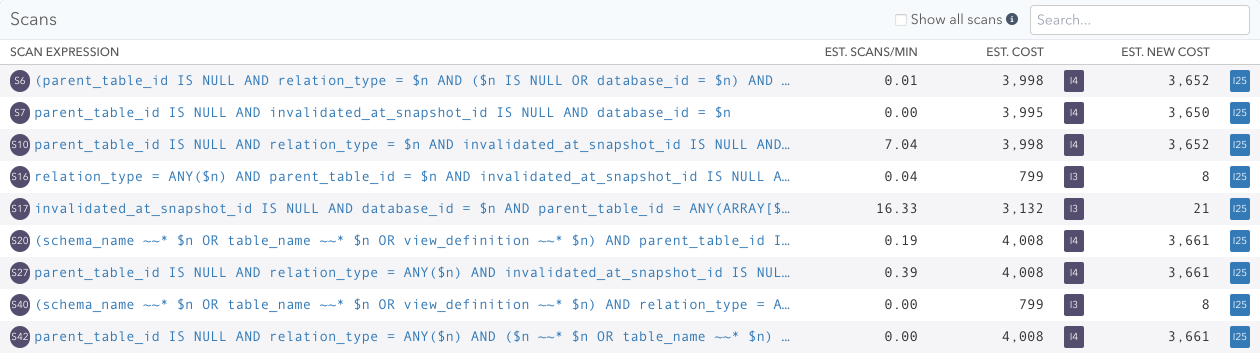 Scans Show all scans i Search...
SCAN EXPRESSION EST. SCANS/MIN EST. COST EST. NEW COST
S6 (parent_table_id IS NULL AND relation_type = $n AND ($n IS NULL OR database_id = $n) AND … 0.01 3,998 I4 3,652 I25
S7 parent_table_id IS NULL AND invalidated_at_snapshot_id IS NULL AND database_id = $n 0.00 3,995 I4 3,650 I25
S10 parent_table_id IS NULL AND relation_type = $n AND invalidated_at_snapshot_id IS NULL AND… 7.04 3,998 I4 3,652 I25
S16 relation_type = ANY($n) AND parent_table_id = $n AND invalidated_at_snapshot_id IS NULL A… 0.04 799 I3 8 I25
S17 invalidated_at_snapshot_id IS NULL AND database_id = $n AND parent_table_id = ANY(ARRAY[$… 16.33 3,132 I3 21 I25
S20 (schema_name ~~* $n OR table_name ~~* $n OR view_definition ~~* $n) AND parent_table_id I… 0.19 4,008 I4 3,661 I25
S27 parent_table_id IS NULL AND relation_type = ANY($n) AND invalidated_at_snapshot_id IS NUL… 0.39 4,008 I4 3,661 I25
S40 (schema_name ~~* $n OR table_name ~~* $n OR view_definition ~~* $n) AND relation_type = A… 0.00 799 I3 8 I25
S42 parent_table_id IS NULL AND relation_type = ANY($n) AND ($n ~~* $n OR table_name ~~* $n) … 0.00 4,008 I4 3,661 I25